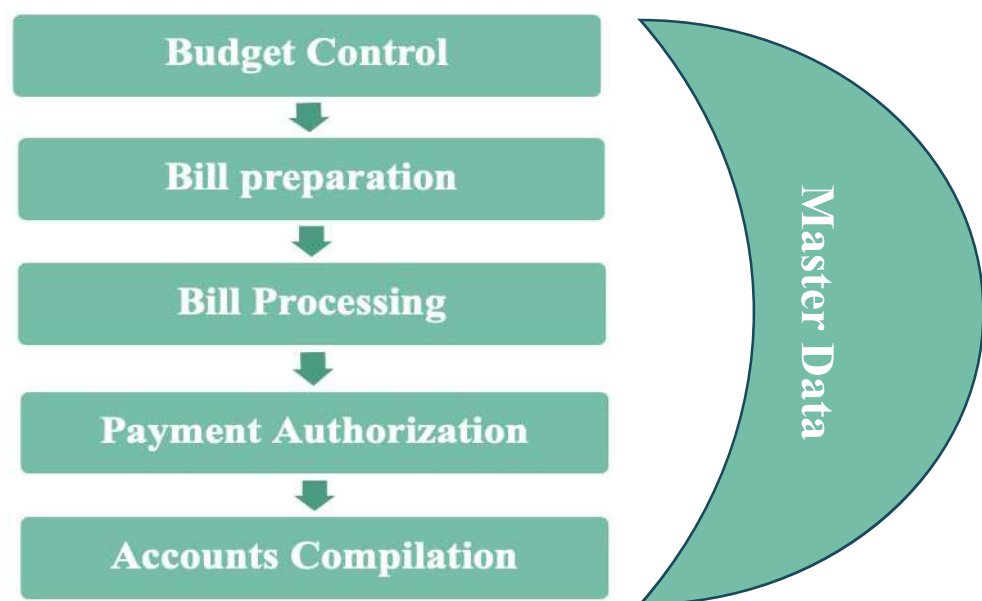 Budget Control
Bill preparation
Bill Processing
Payment Authorization
Accounts Compilation
Master Data